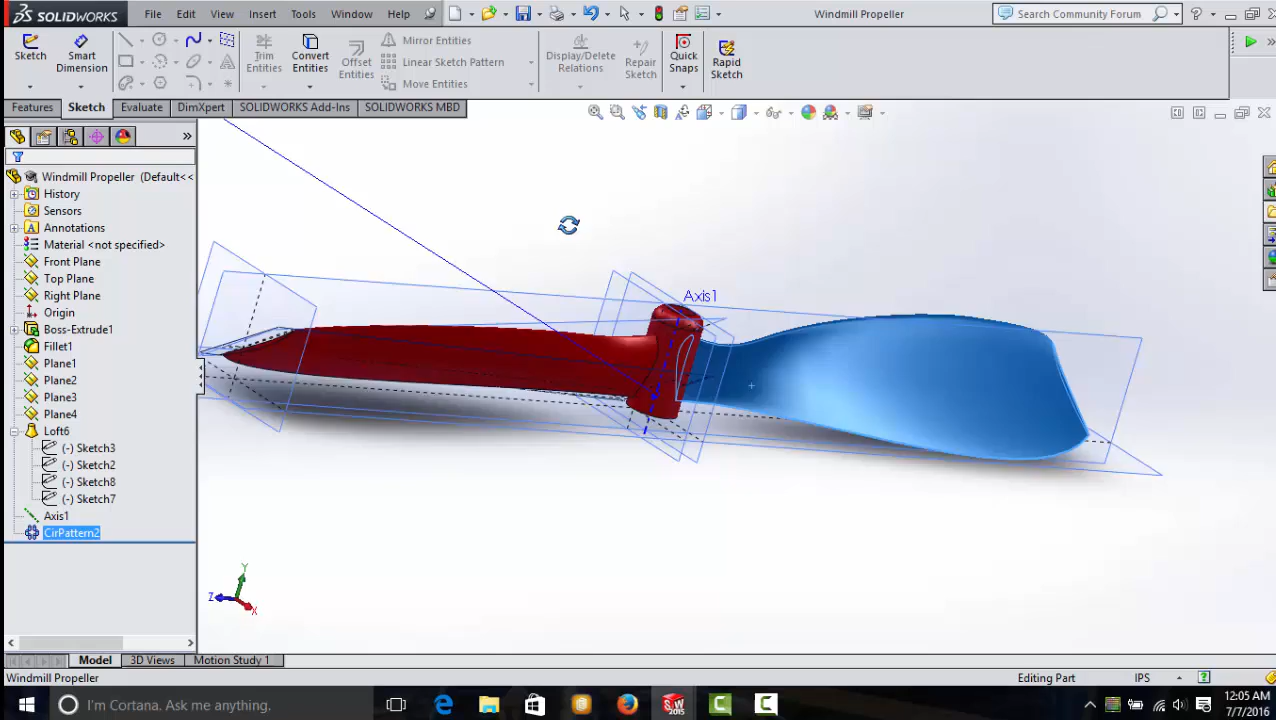 SOLIDWORKS File Edit View Insert Tools Window Help Windmill Propeller Search Community Forum
Sketch Smart Dimension Trim Entities Convert Entities Offset Entities Mirror Entities Linear Sketch Pattern Move Entities Display/Delete Relations Repair Sketch Quick Snaps Rapid Sketch
Features Sketch Evaluate DimXpert SOLIDWORKS Add-Ins SOLIDWORKS MBD
Windmill Propeller (Default<<
History
Sensors
Annotations
Material <not specified>
Front Plane
Top Plane
Right Plane
Origin
Boss-Extrude1
Fillet1
Plane1
Plane2
Plane3
Plane4
Loft6
(-) Sketch3
(-) Sketch2
(-) Sketch8
(-) Sketch7
Axis1
CirPattern2
Axis1
Y
Z
X
Model 3D Views Motion Study 1
Windmill Propeller Editing Part IPS
I'm Cortana. Ask me anything. SW 2015 12:05 AM
7/7/2016